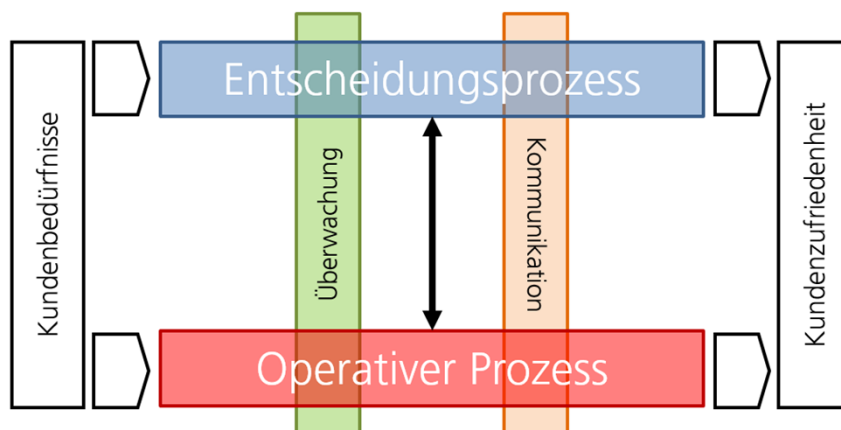 Entscheidungsprozess
Kundenbedürfnisse
Überwachung
Kommunikation
Kundenzufriedenheit
Operativer Prozess